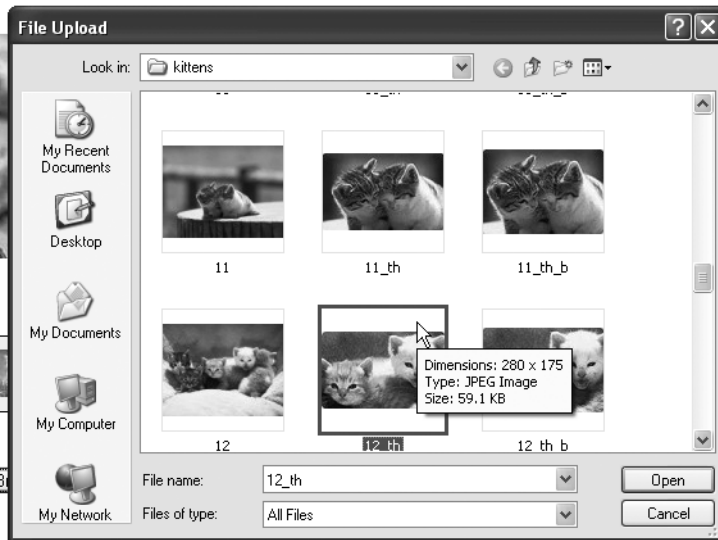 File Upload
Look in:
kittens
My Recent
Documents
Desktop
My Documents
My Computer
My Network
11
11_th
11_th_b
12
12_th
12_th_b
Dimensions: 280 x 175
Type: JPEG Image
Size: 59.1 KB
File name:
12_th
Open
Files of type:
All Files
Cancel